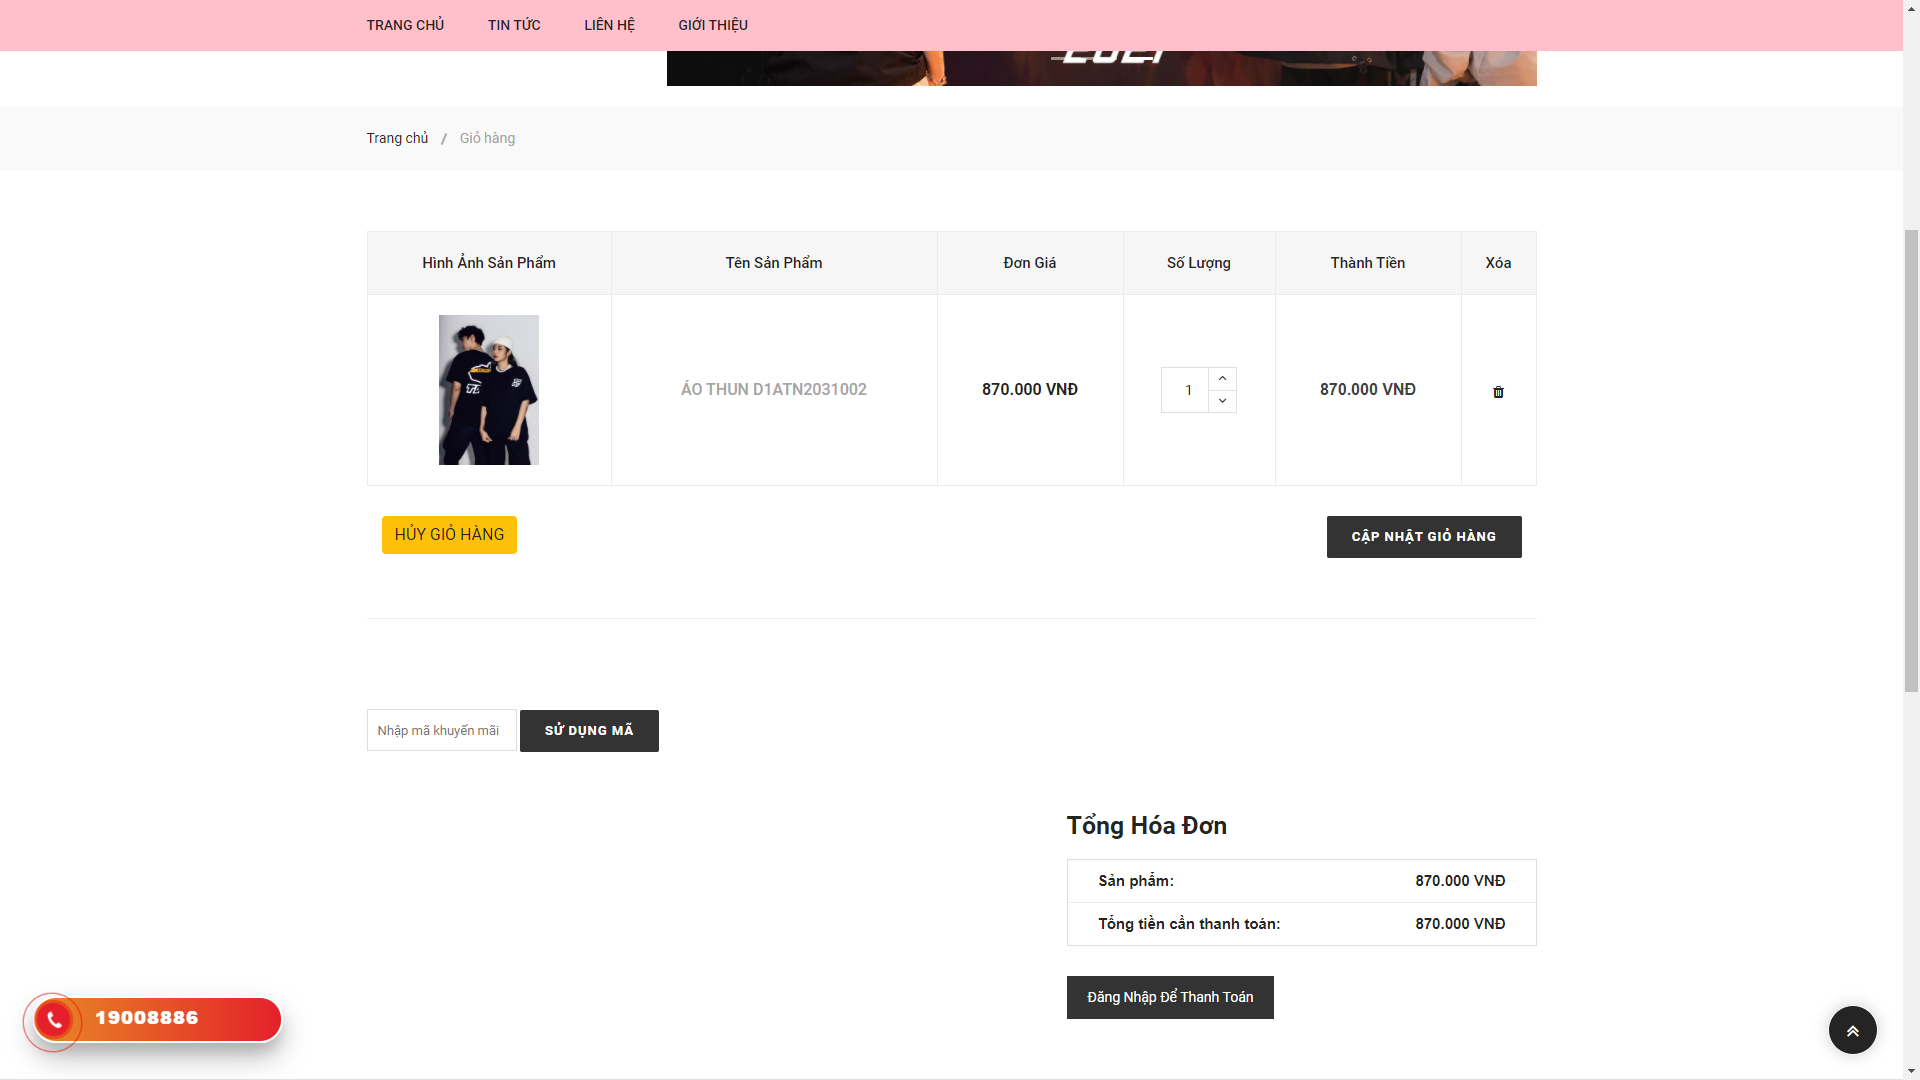 TRANG CHỦ TIN TỨC LIÊN HỆ GIỚI THIỆU
Trang chủ / Giỏ hàng
Hình Ảnh Sản Phẩm Tên Sản Phẩm Đơn Giá Số Lượng Thành Tiền Xóa
ÁO THUN D1ATN2031002 870.000 VNĐ 1 870.000 VNĐ
HỦY GIỎ HÀNG CẬP NHẬT GIỎ HÀNG
Nhập mã khuyến mãi SỬ DỤNG MÃ
Tổng Hóa Đơn
Sản phẩm: 870.000 VNĐ
Tổng tiền cần thanh toán: 870.000 VNĐ
Đăng Nhập Để Thanh Toán
19008886